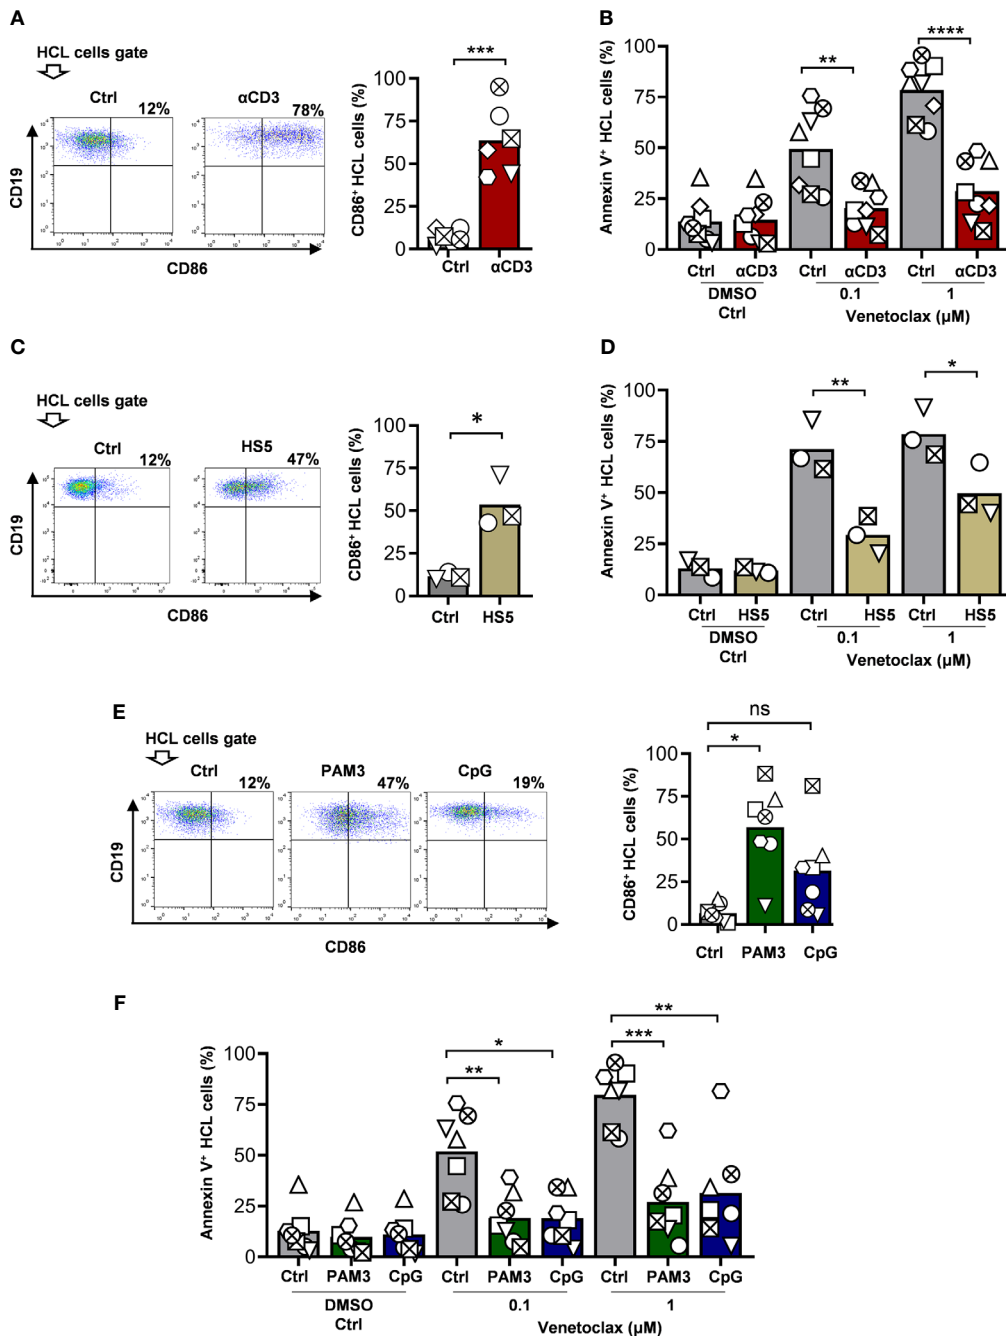 A
HCL cells gate
Ctrl
12%
αCD3
78%
CD19
CD86
10⁰ 10¹ 10² 10³ 10⁴
***
CD86⁺ HCL cells (%)
100
75
50
25
0
Ctrl
αCD3
B
Annexin V⁺ HCL cells (%)
100
75
50
25
0
**
****
Ctrl αCD3 Ctrl αCD3 Ctrl αCD3
DMSO 0.1 1
Ctrl Venetoclax (µM)
C
HCL cells gate
Ctrl
12%
HS5
47%
CD19
CD86
*
CD86⁺ HCL cells (%)
100
75
50
25
0
Ctrl HS5
D
Annexin V⁺ HCL cells (%)
100
75
50
25
0
**
*
Ctrl HS5 Ctrl HS5 Ctrl HS5
DMSO 0.1 1
Ctrl Venetoclax (µM)
E
HCL cells gate
Ctrl
12%
PAM3
47%
CpG
19%
CD19
CD86
ns
*
CD86⁺ HCL cells (%)
100
75
50
25
0
Ctrl PAM3 CpG
F
Annexin V⁺ HCL cells (%)
100
75
50
25
0
*
**
**
***
Ctrl PAM3 CpG Ctrl PAM3 CpG Ctrl PAM3 CpG
DMSO 0.1 1
Ctrl Venetoclax (µM)